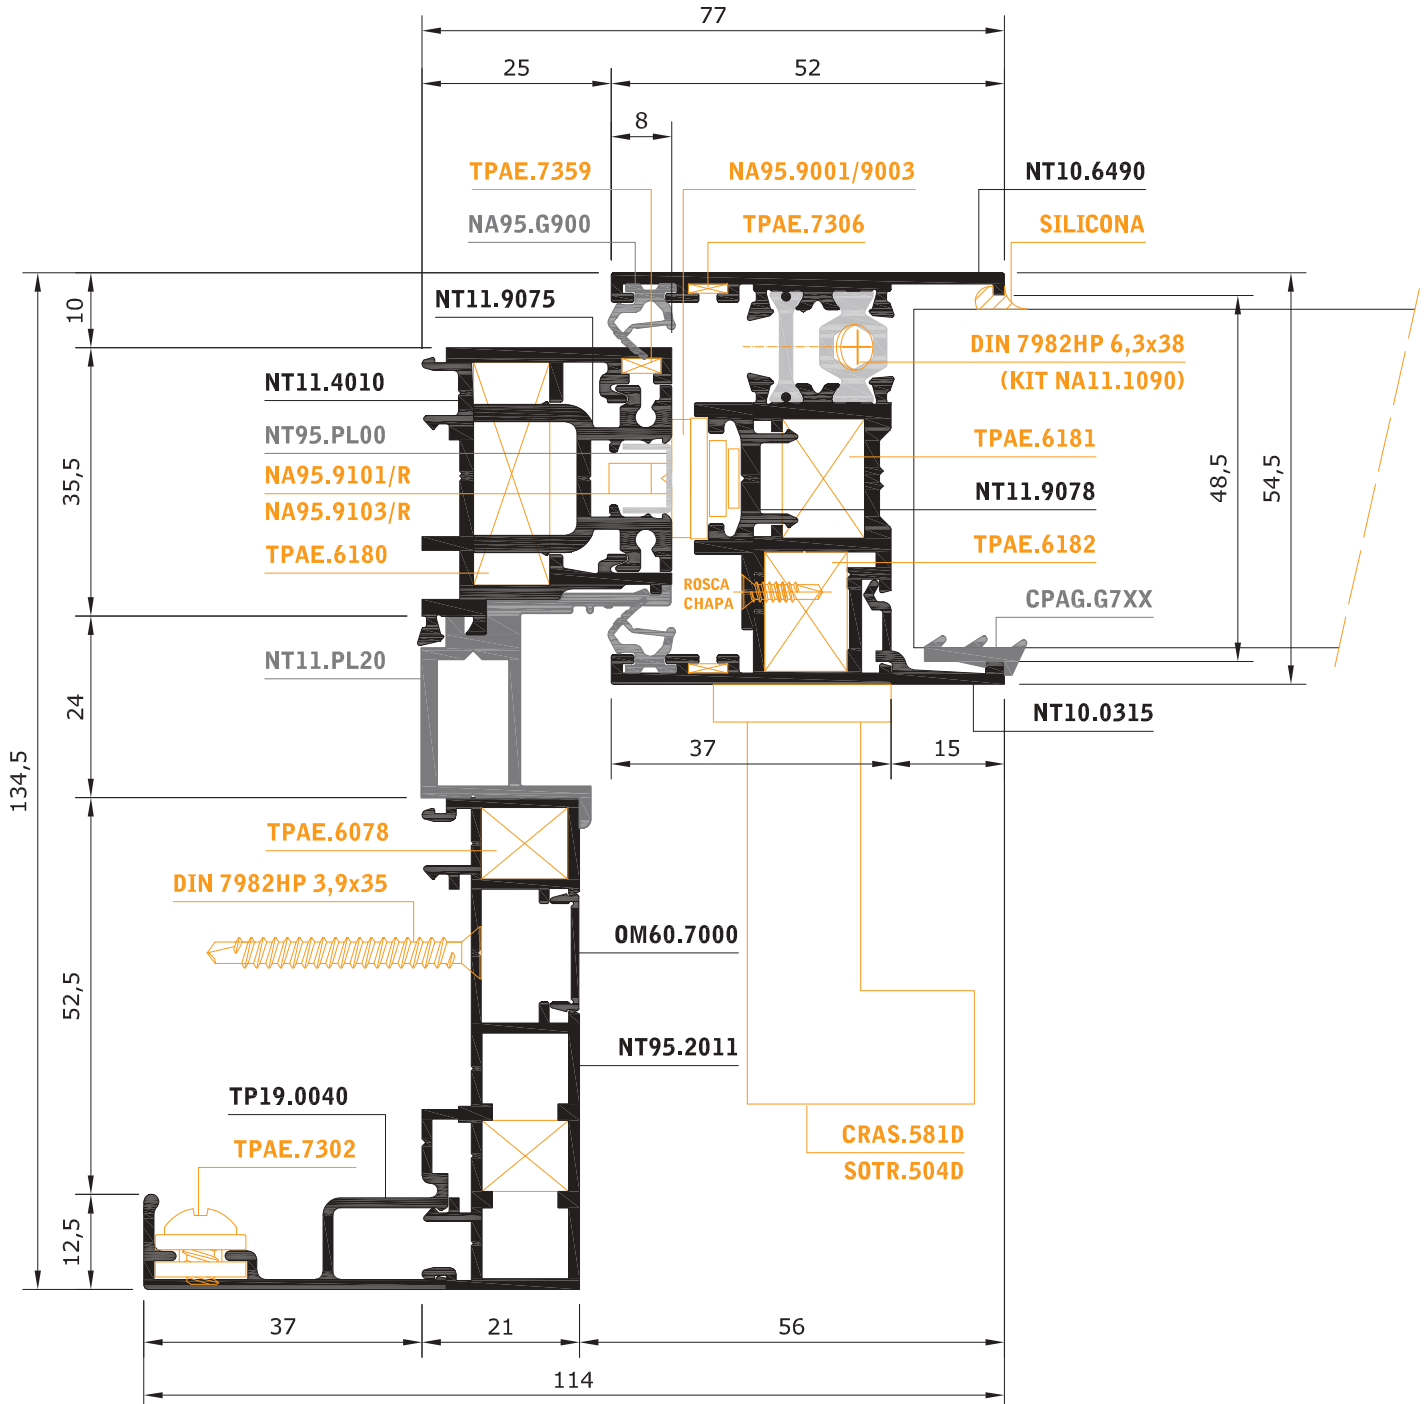 77
25
52
8
TPAE.7359
NA95.9001/9003
NT10.6490
NA95.G900
TPAE.7306
SILICONA
10
NT11.9075
DIN 7982HP 6,3x38
(KIT NA11.1090)
NT11.4010
NT95.PL00
TPAE.6181
35,5
NA95.9101/R
NT11.9078
48,5
54,5
NA95.9103/R
TPAE.6180
TPAE.6182
ROSCA
CHAPA
CPAG.G7XX
NT11.PL20
24
NT10.0315
37
15
134,5
TPAE.6078
DIN 7982HP 3,9x35
OM60.7000
52,5
NT95.2011
TP19.0040
TPAE.7302
CRAS.581D
SOTR.504D
12,5
37
21
56
114